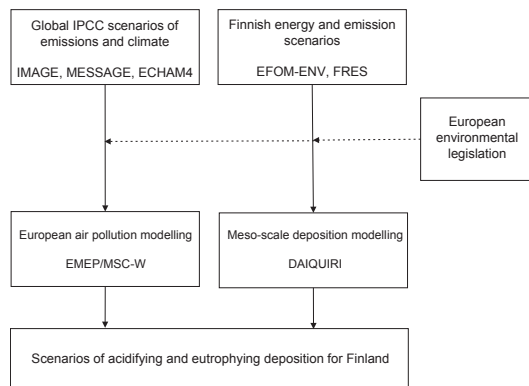 Global IPCC scenarios of
emissions and climate
IMAGE, MESSAGE, ECHAM4
Finnish energy and emission
scenarios
EFOM-ENV, FRES
European
environmental
legislation
European air pollution modelling
EMEP/MSC-W
Meso-scale deposition modelling
DAIQUIRI
Scenarios of acidifying and eutrophying deposition for Finland